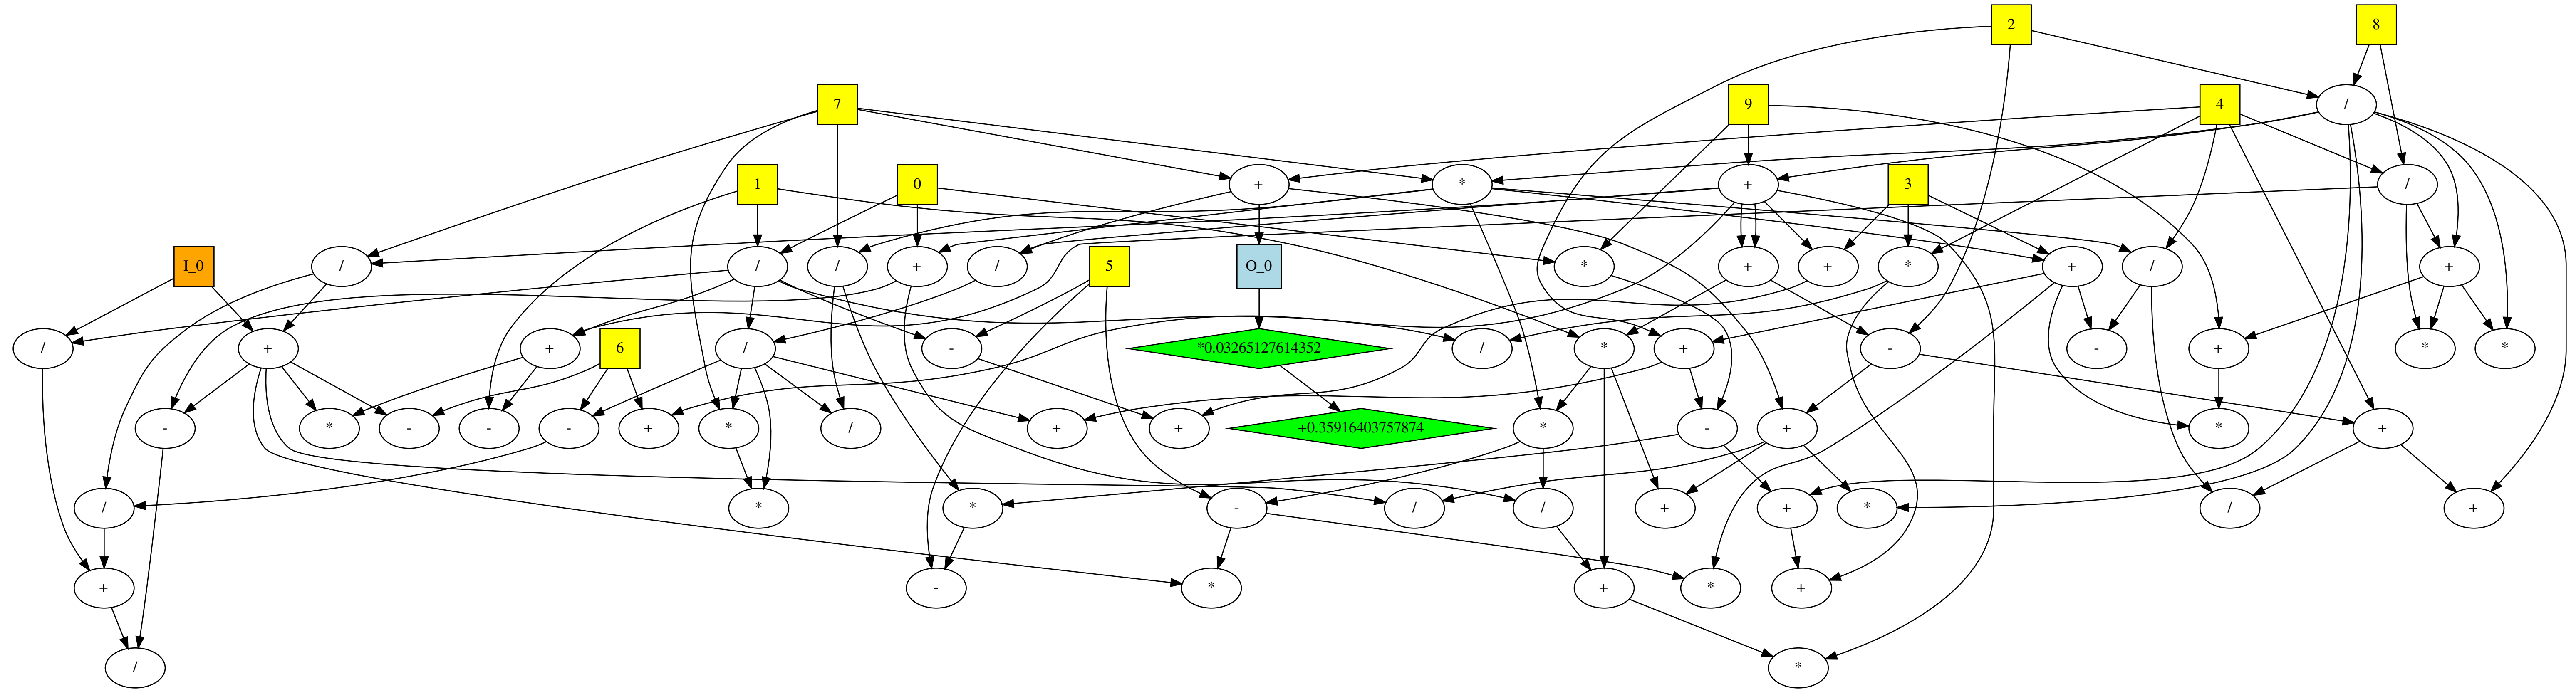 2 8
7 9 4 /
1 0 + * + 3 /
I_0 / / / + / 5 O_0 * + + * + / +
/ + + 6 / - *0.03265127614352 / * + - - + * *
- * - - - + * / + + +0.35916403757874 * - + * +
/ * * - / / + + * / +
+ - * + * +
/ *